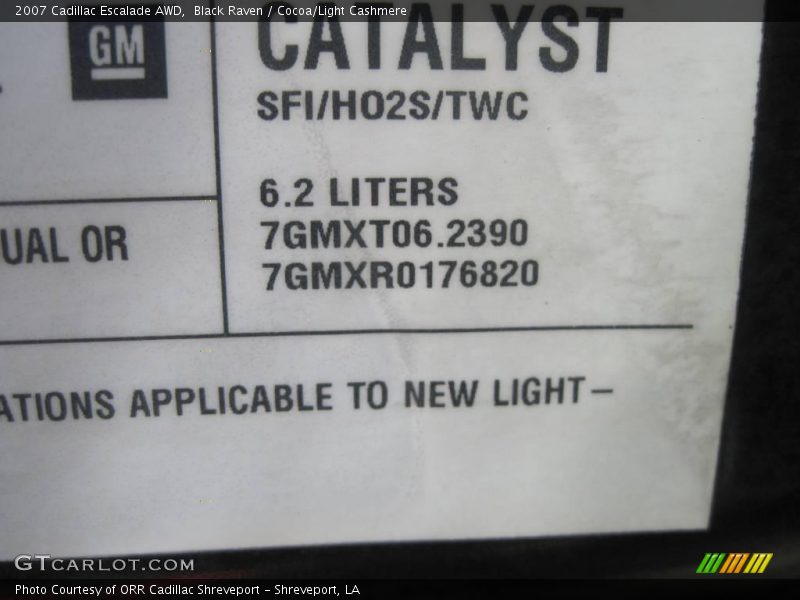 2007 Cadillac Escalade AWD, Black Raven / Cocoa/Light Cashmere
GM
CATALYST
SFI/HO2S/TWC
6.2 LITERS
7GMXT06.2390
7GMXR0176820
UAL OR
ATIONS APPLICABLE TO NEW LIGHT–
GTCARLOT.COM
Photo Courtesy of ORR Cadillac Shreveport – Shreveport, LA